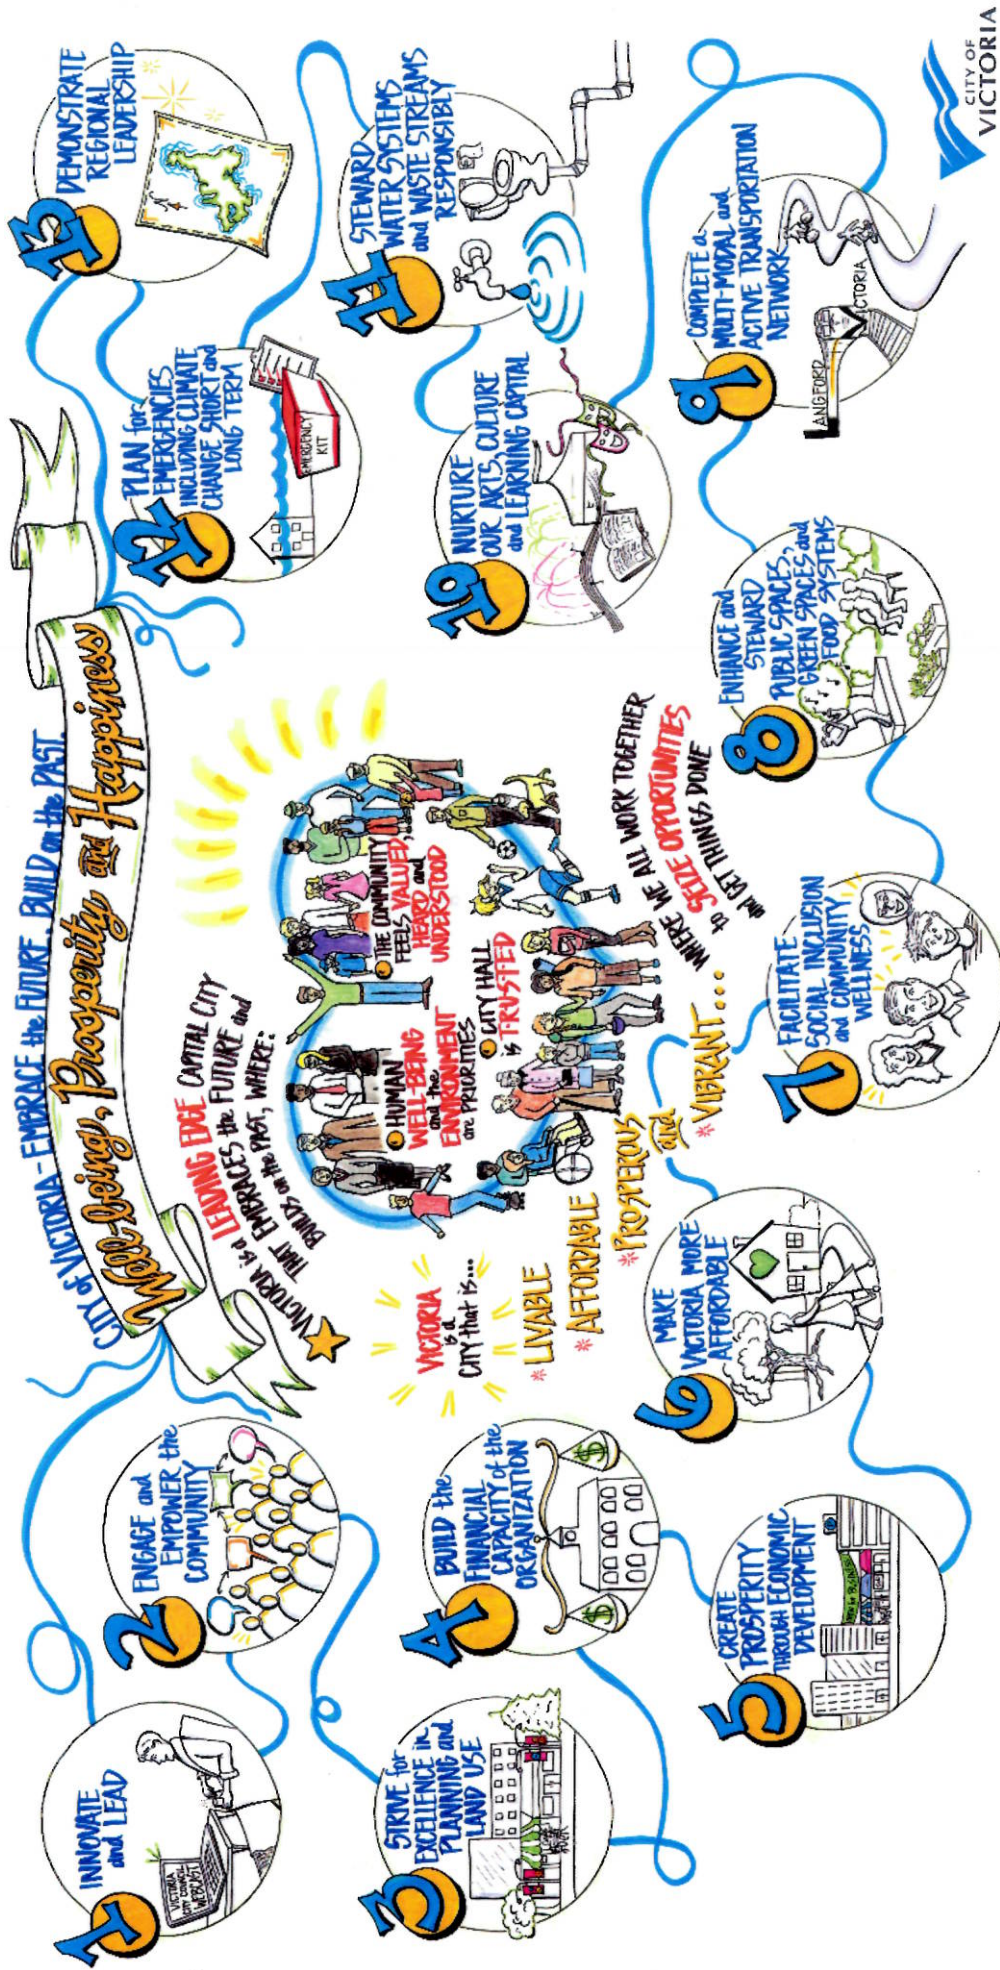 CITY of VICTORIA - EMBRACE the FUTURE. BUILD on the PAST.
Well-being, Prosperity and Happiness
VICTORIA is a
LEADING EDGE CAPITAL CITY
THAT EMBRACES the FUTURE and
BUILDS on the PAST, WHERE:
HUMAN
WELL-BEING
and the
ENVIRONMENT
are PRIORITIES
THE COMMUNITY
FEELS VALUED,
HEARD and
UNDERSTOOD
CITY HALL
is TRUSTED
VICTORIA
is a
CITY that is...
* LIVABLE
* AFFORDABLE
* PROSPEROUS
and
* VIBRANT...
WHERE WE ALL WORK TOGETHER
to SEIZE OPPORTUNITIES
and GET THINGS DONE
1
INNOVATE
and LEAD
VICTORIA
CITY COUNCIL
WEBCAST
2
ENGAGE and
EMPOWER the
COMMUNITY
3
STRIVE for
EXCELLENCE in
PLANNING and
LAND USE
4
BUILD the
FINANCIAL
CAPACITY of the
ORGANIZATION
$
$
5
CREATE
PROSPERITY
THROUGH ECONOMIC
DEVELOPMENT
6
MAKE
VICTORIA MORE
AFFORDABLE
7
FACILITATE
SOCIAL INCLUSION
and COMMUNITY
WELLNESS
8
ENHANCE and
STEWARD
PUBLIC SPACES,
GREEN SPACES, and
FOOD SYSTEMS
9
COMPLETE a
MULTI-MODAL and
ACTIVE TRANSPORTATION
NETWORK
LANGFORD
VICTORIA
10
NURTURE
OUR ARTS, CULTURE
and LEARNING CAPITAL
11
STEWARD
WATER SYSTEMS
and WASTE STREAMS
RESPONSIBLY
12
PLAN for
EMERGENCIES
INCLUDING CLIMATE
CHANGE SHORT and
LONG TERM
EMERGENCY
KIT
13
DEMONSTRATE
REGIONAL
LEADERSHIP
N
CITY OF
VICTORIA